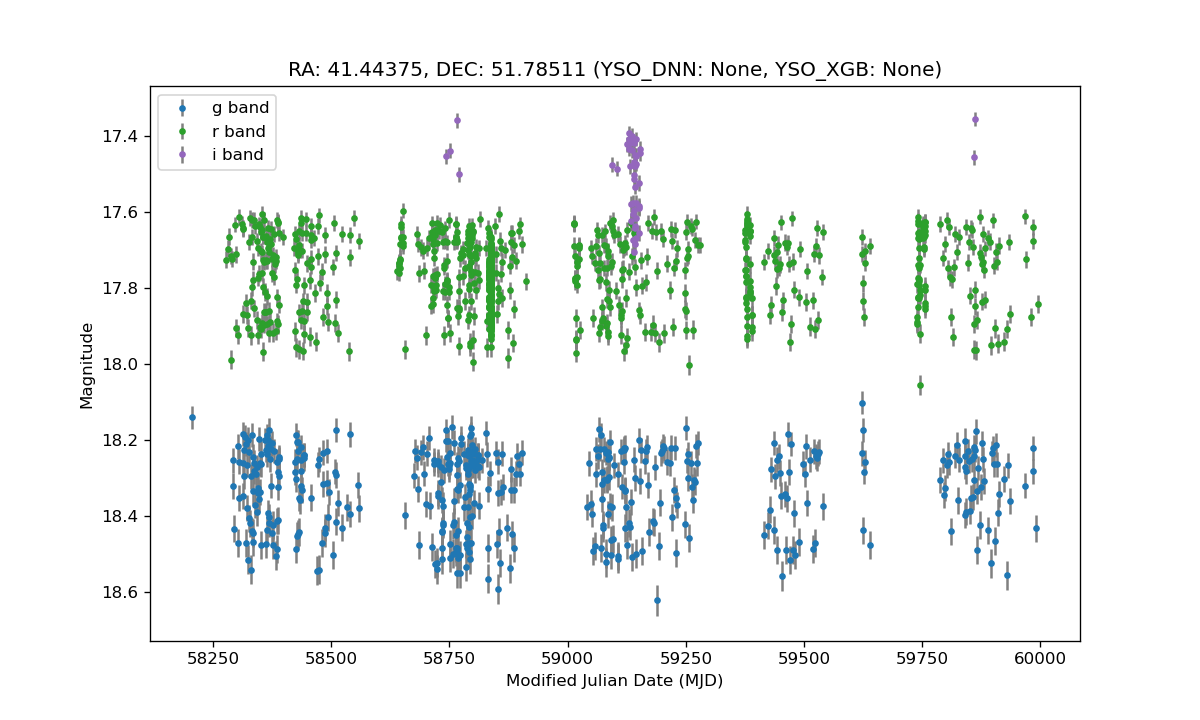 RA: 41.44375, DEC: 51.78511 (YSO_DNN: None, YSO_XGB: None)
g band
r band
i band
17.4
17.6
17.8
18.0
18.2
18.4
18.6
Magnitude
58250
58500
58750
59000
59250
59500
59750
60000
Modified Julian Date (MJD)